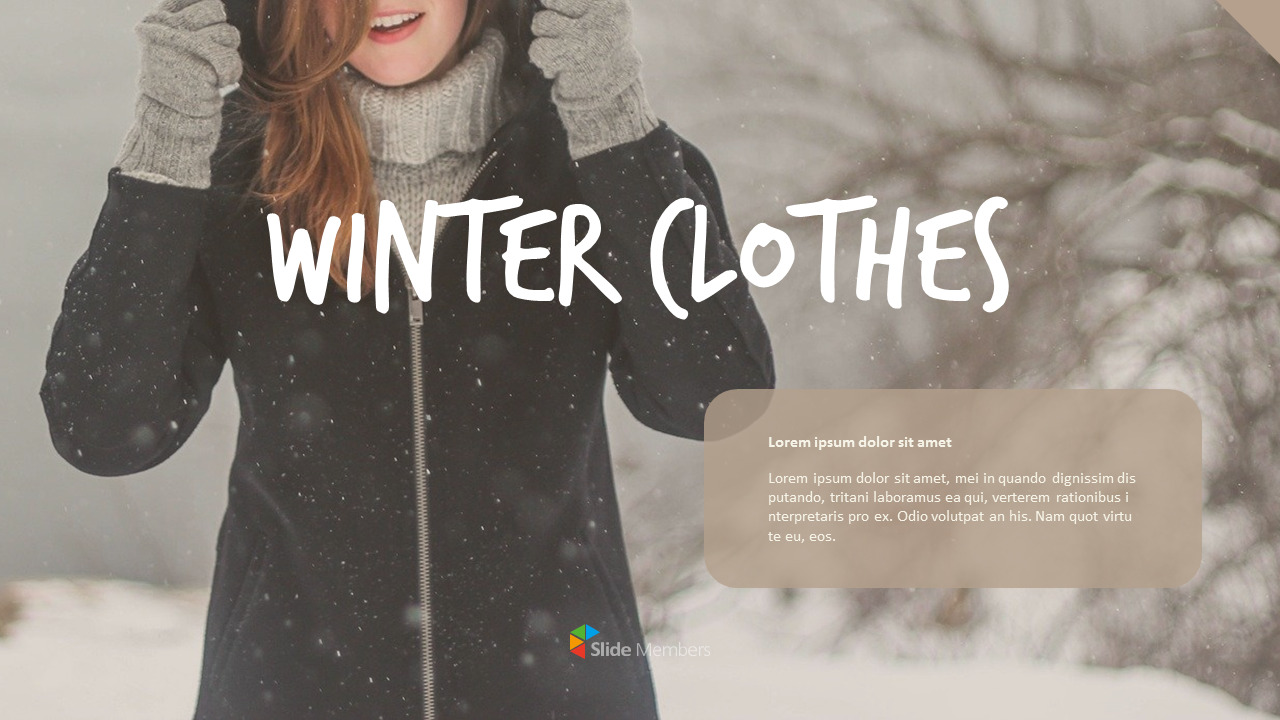 WINTER CLOTHES
Lorem ipsum dolor sit amet
Lorem ipsum dolor sit amet, mei in quando dignissim dis
putando, tritani laboramus ea qui, verterem rationibus i
nterpretaris pro ex. Odio volutpat an his. Nam quot virtu
te eu, eos.
Slide Members